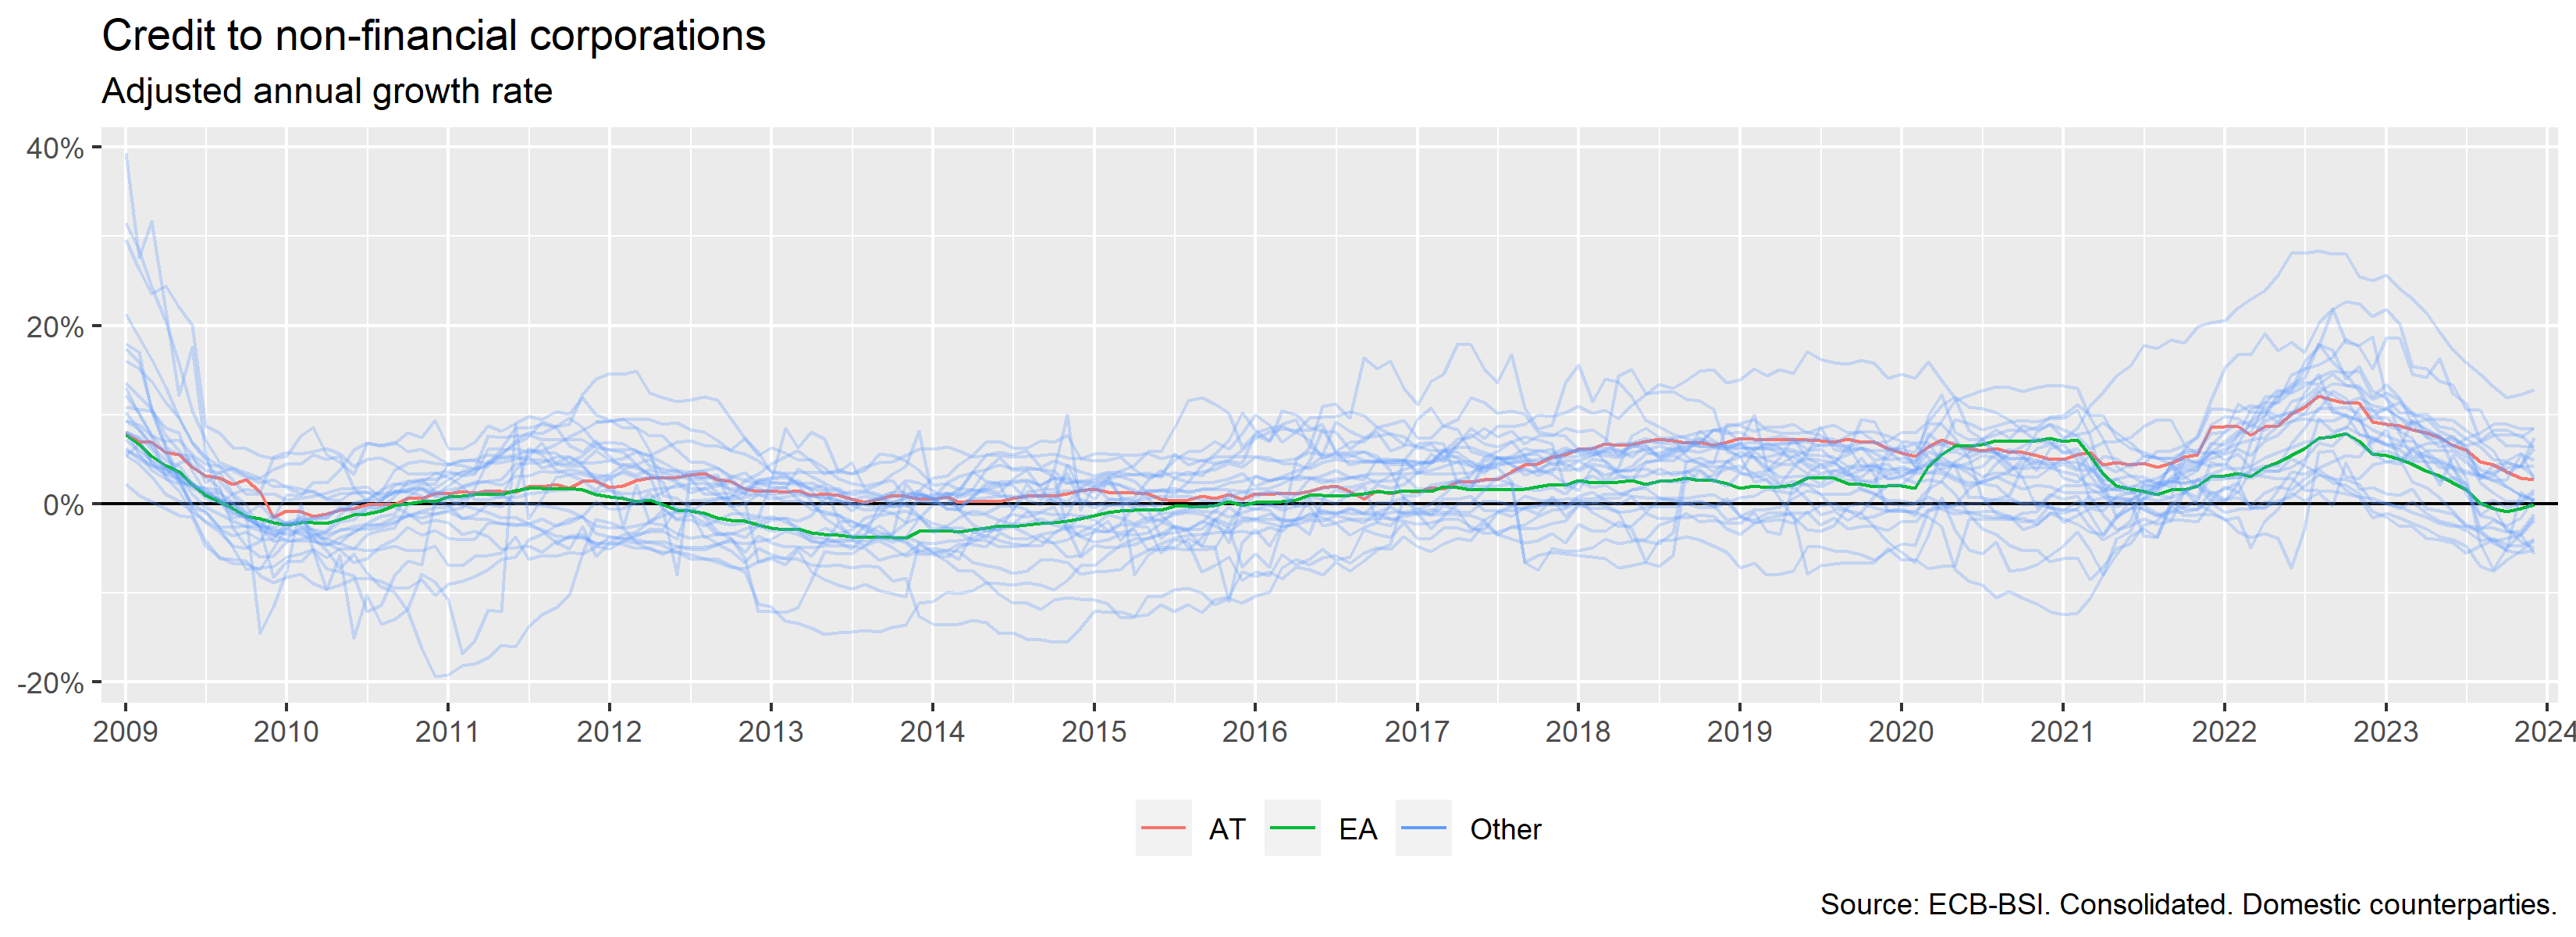 Credit to non-financial corporations
Adjusted annual growth rate
40%
20%
0%
-20%
2009 2010 2011 2012 2013 2014 2015 2016 2017 2018 2019 2020 2021 2022 2023 2024
AT EA Other
Source: ECB-BSI. Consolidated. Domestic counterparties.